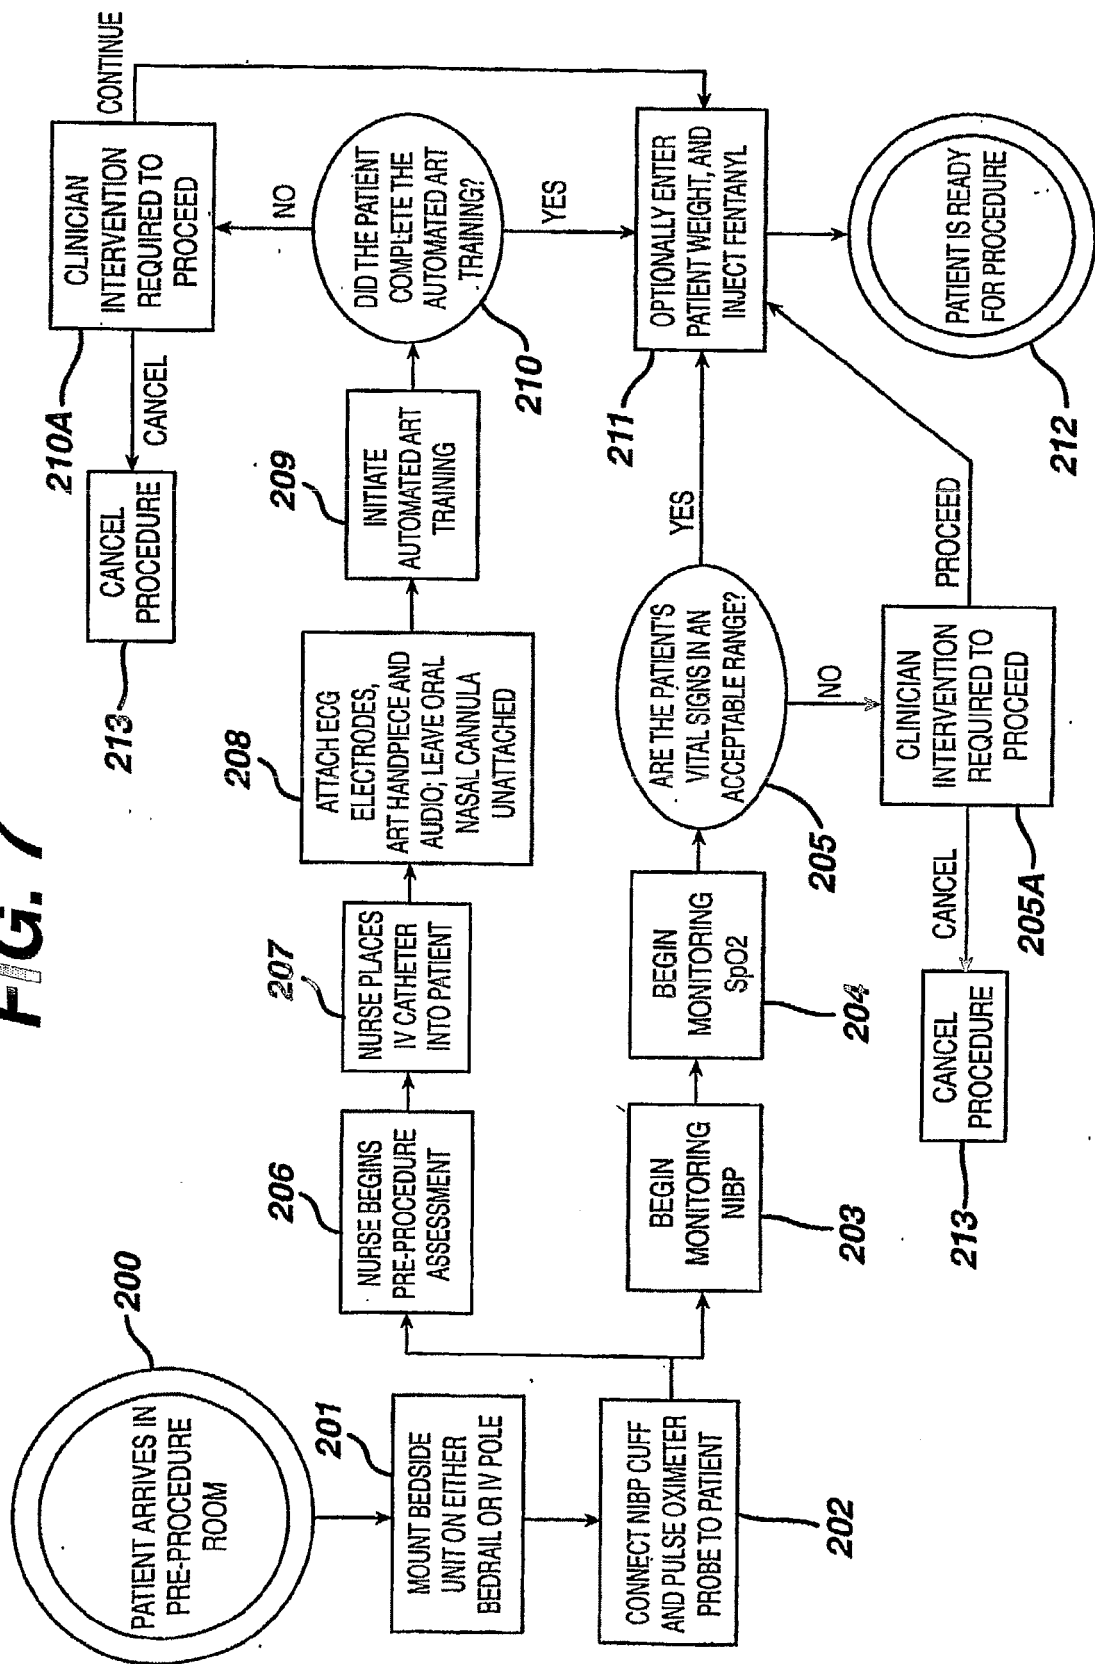 FIG. 7
200
PATIENT ARRIVES IN
PRE-PROCEDURE
ROOM
201
MOUNT BEDSIDE
UNIT ON EITHER
BEDRAIL OR IV POLE
CONNECT NIBP CUFF
AND PULSE OXIMETER
PROBE TO PATIENT
202
206
NURSE BEGINS
PRE-PROCEDURE
ASSESSMENT
207
NURSE PLACES
IV CATHETER
INTO PATIENT
208
ATTACH ECG
ELECTRODES,
ART HANDPIECE AND
AUDIO; LEAVE ORAL
NASAL CANNULA
UNATTACHED
209
INITIATE
AUTOMATED ART
TRAINING
DID THE PATIENT
COMPLETE THE
AUTOMATED ART
TRAINING?
210
NO
YES
210A
CLINICIAN
INTERVENTION
REQUIRED TO
PROCEED
CONTINUE
CANCEL
CANCEL
PROCEDURE
213
BEGIN
MONITORING
NIBP
203
BEGIN
MONITORING
SpO2
204
ARE THE PATIENT'S
VITAL SIGNS IN AN
ACCEPTABLE RANGE?
205
YES
NO
CLINICIAN
INTERVENTION
REQUIRED TO
PROCEED
205A
PROCEED
CANCEL
CANCEL
PROCEDURE
213
OPTIONALLY ENTER
PATIENT WEIGHT, AND
INJECT FENTANYL
211
PATIENT IS READY
FOR PROCEDURE
212